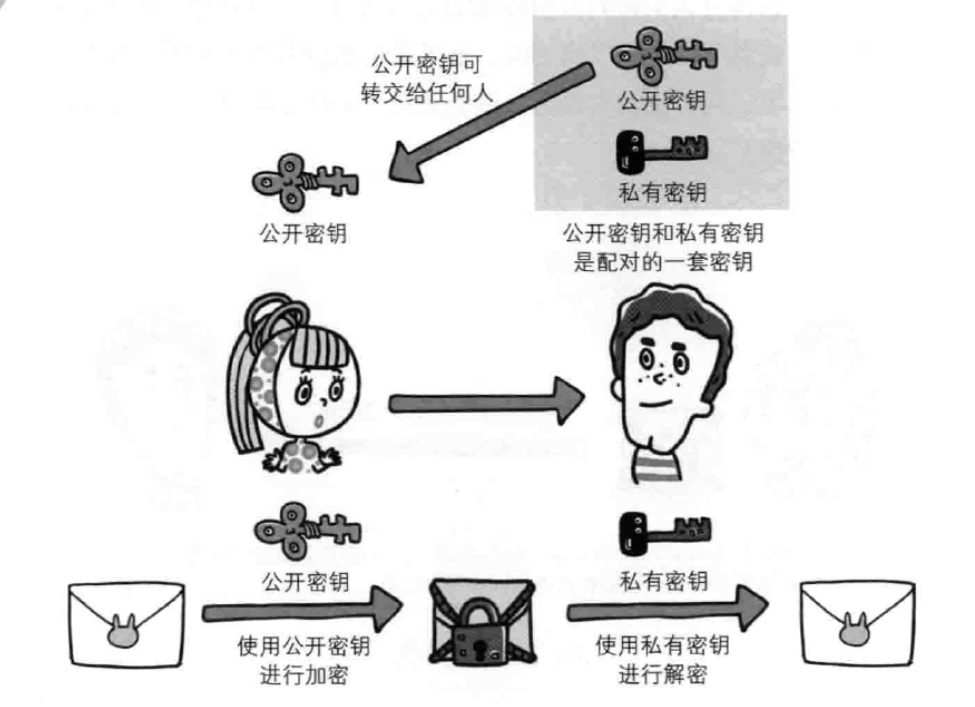 公开密钥可
转交给任何人
公开密钥
私有密钥
公开密钥
公开密钥和私有密钥
是配对的一套密钥
公开密钥
私有密钥
使用公开密钥
进行加密
使用私有密钥
进行解密